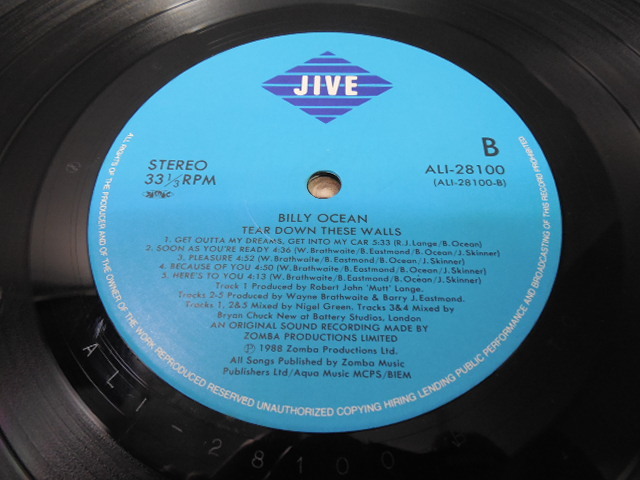 JIVE
STEREO
33 1/3 RPM
B
ALI-28100
(ALI-28100-B)
BILLY OCEAN
TEAR DOWN THESE WALLS
1. GET OUTTA MY DREAMS, GET INTO MY CAR 5:33 (R.J. Lange/B. Ocean)
2. SOON AS YOU'RE READY 4:36 (W. Brathwaite/B. Eastmond/B. Ocean/J. Skinner)
3. PLEASURE 4:52 (W. Brathwaite/B. Eastmond/B. Ocean/J. Skinner)
4. BECAUSE OF YOU 4:50 (W. Brathwaite/B. Eastmond/B. Ocean/J. Skinner)
5. HERE'S TO YOU 4:13 (W. Brathwaite/B. Eastmond/B. Ocean/J. Skinner)
Track 1 Produced by Robert John 'Mutt' Lange.
Tracks 2-5 Produced by Wayne Brathwaite & Barry J. Eastmond.
Tracks 1, 2&5 Mixed by Nigel Green, Tracks 3&4 Mixed by
Bryan Chuck New at Battery Studios, London
AN ORIGINAL SOUND RECORDING MADE BY
ZOMBA PRODUCTIONS LIMITED
Ⓟ 1988 Zomba Productions Ltd.
All Songs Published by Zomba Music
Publishers Ltd/Aqua Music MCPS/BIEM
ALL RIGHTS OF THE PRODUCER AND OF THE OWNER OF THE WORK REPRODUCED RESERVED UNAUTHORIZED COPYING HIRING LENDING PUBLIC PERFORMANCE AND BROADCASTING OF THIS RECORD PROHIBITED
ALI-28100